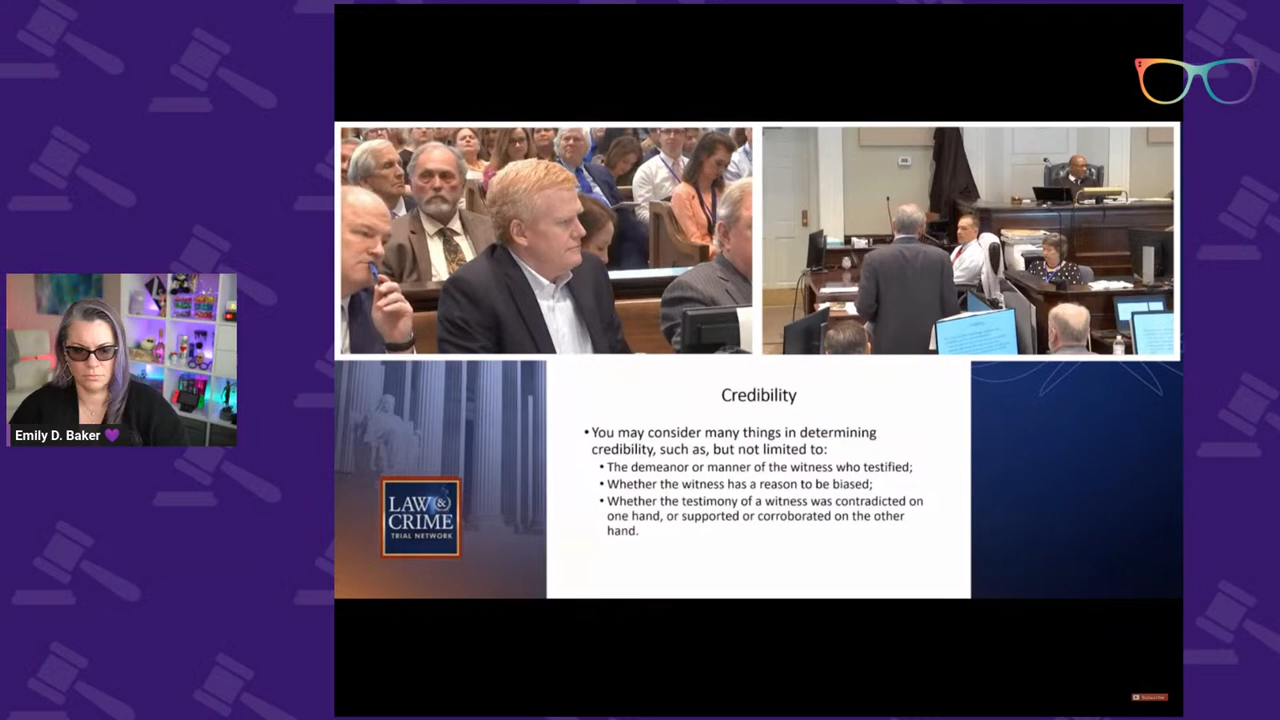 Emily D. Baker 💜
LAW &
CRIME
TRIAL NETWORK
Credibility
• You may consider many things in determining
credibility, such as, but not limited to:
• The demeanor or manner of the witness who testified;
• Whether the witness has a reason to be biased;
• Whether the testimony of a witness was contradicted on
one hand, or supported or corroborated on the other
hand.